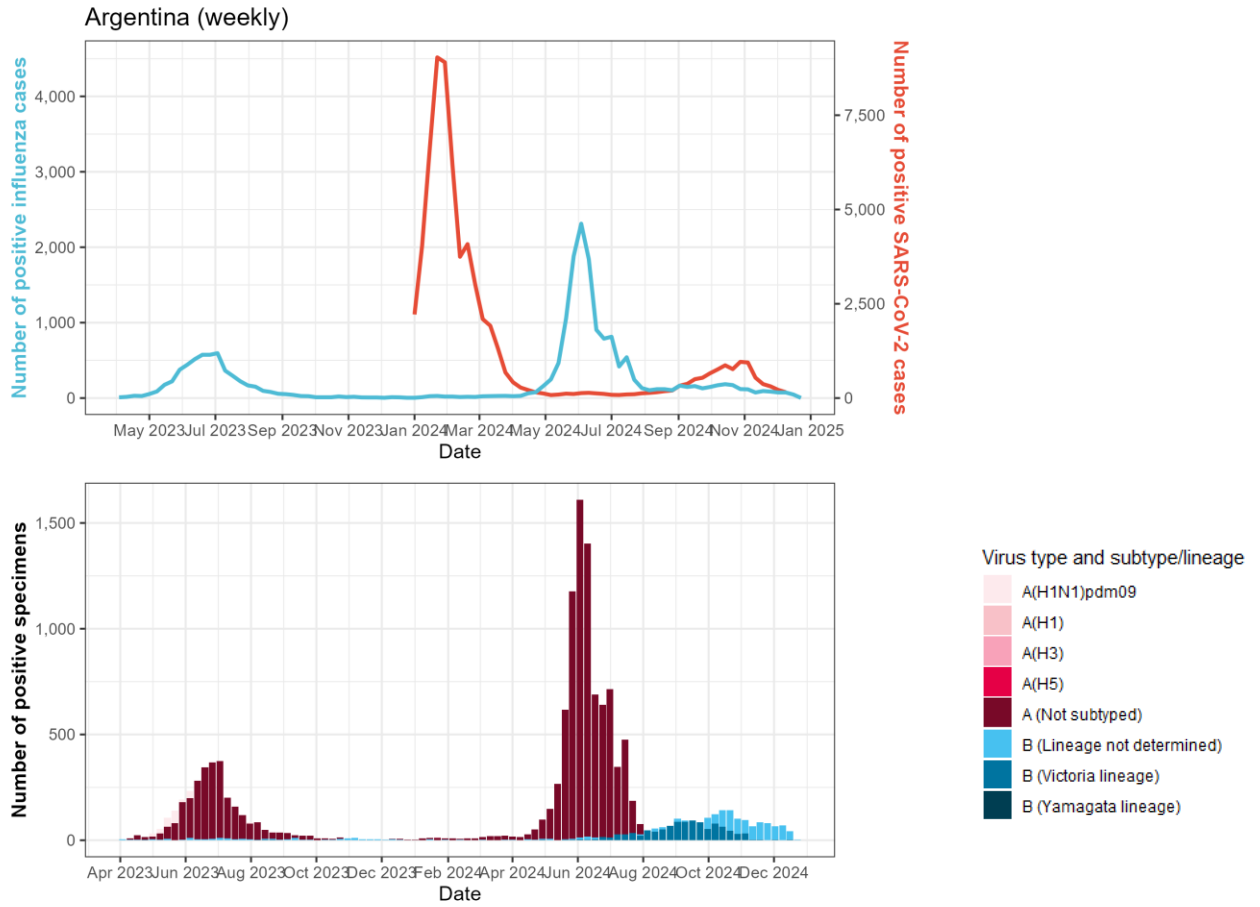 Argentina (weekly)
Number of positive influenza cases
4,000
3,000
2,000
1,000
0
7,500
5,000
2,500
0
Number of positive SARS-CoV-2 cases
May 2023 Jul 2023 Sep 2023 Nov 2023 Jan 2024 Mar 2024 May 2024 Jul 2024 Sep 2024 Nov 2024 Jan 2025
Date
Number of positive specimens
1,500
1,000
500
0
Apr 2023 Jun 2023 Aug 2023 Oct 2023 Dec 2023 Feb 2024 Apr 2024 Jun 2024 Aug 2024 Oct 2024 Dec 2024
Date
Virus type and subtype/lineage
A(H1N1)pdm09
A(H1)
A(H3)
A(H5)
A (Not subtyped)
B (Lineage not determined)
B (Victoria lineage)
B (Yamagata lineage)